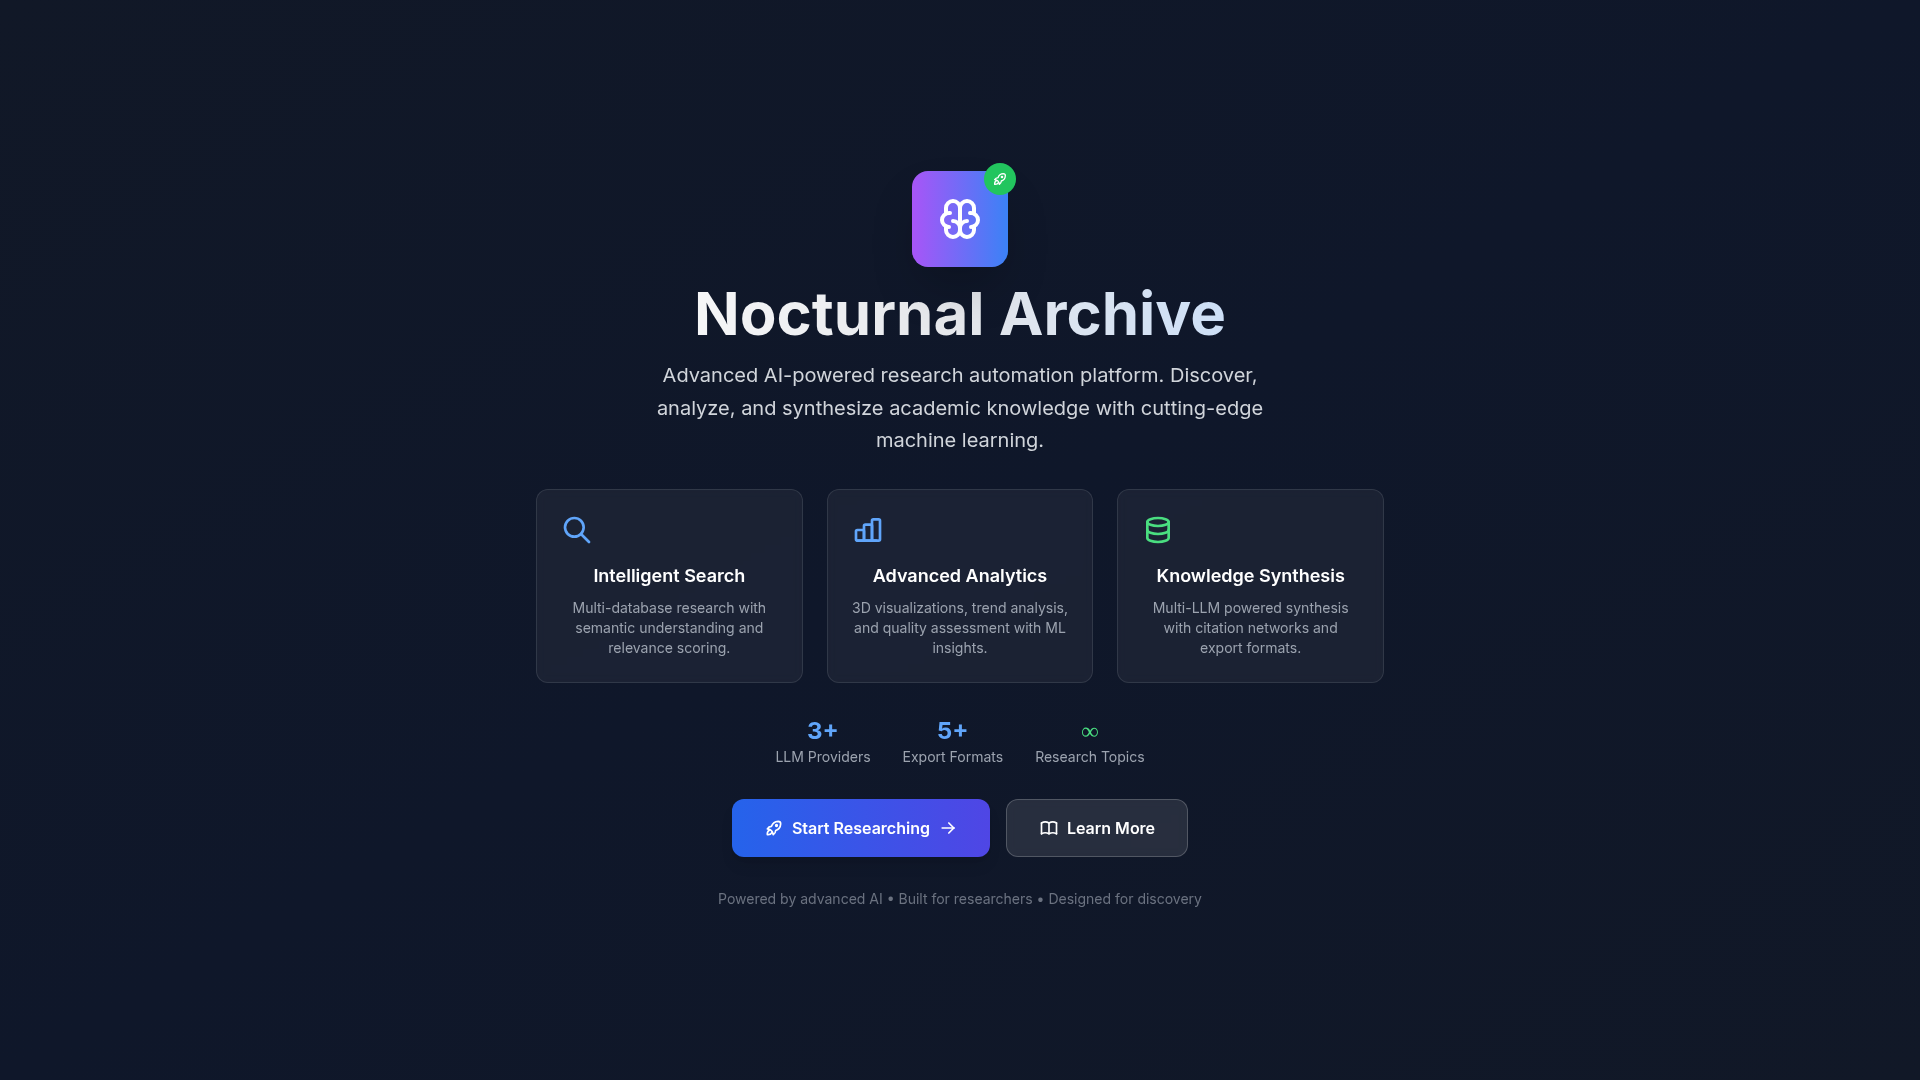 Nocturnal Archive
Advanced AI-powered research automation platform. Discover,
analyze, and synthesize academic knowledge with cutting-edge
machine learning.
Intelligent Search
Multi-database research with
semantic understanding and
relevance scoring.
Advanced Analytics
3D visualizations, trend analysis,
and quality assessment with ML
insights.
Knowledge Synthesis
Multi-LLM powered synthesis
with citation networks and
export formats.
3+
LLM Providers
5+
Export Formats
∞
Research Topics
Start Researching →
Learn More
Powered by advanced AI • Built for researchers • Designed for discovery